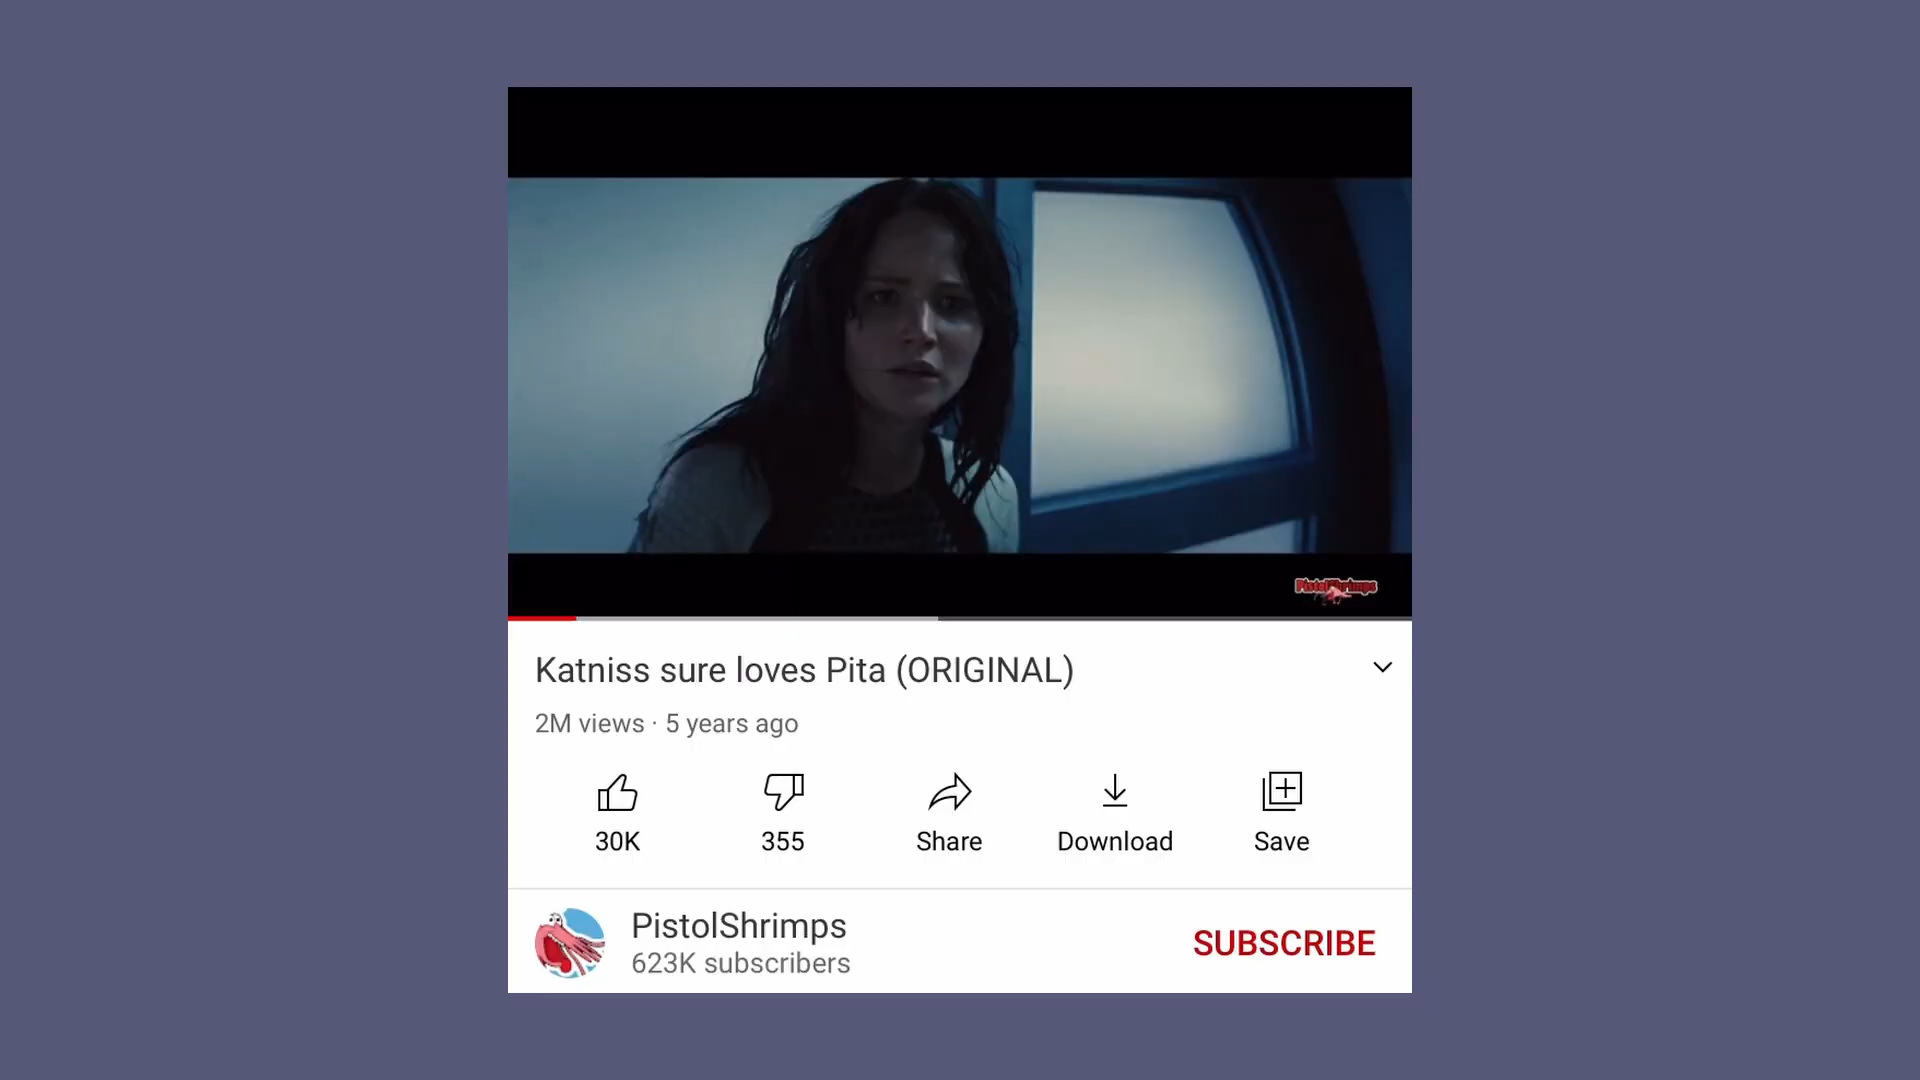 PistolShrimps
Katniss sure loves Pita (ORIGINAL)
2M views · 5 years ago
30K
355
Share
Download
Save
PistolShrimps
623K subscribers
SUBSCRIBE